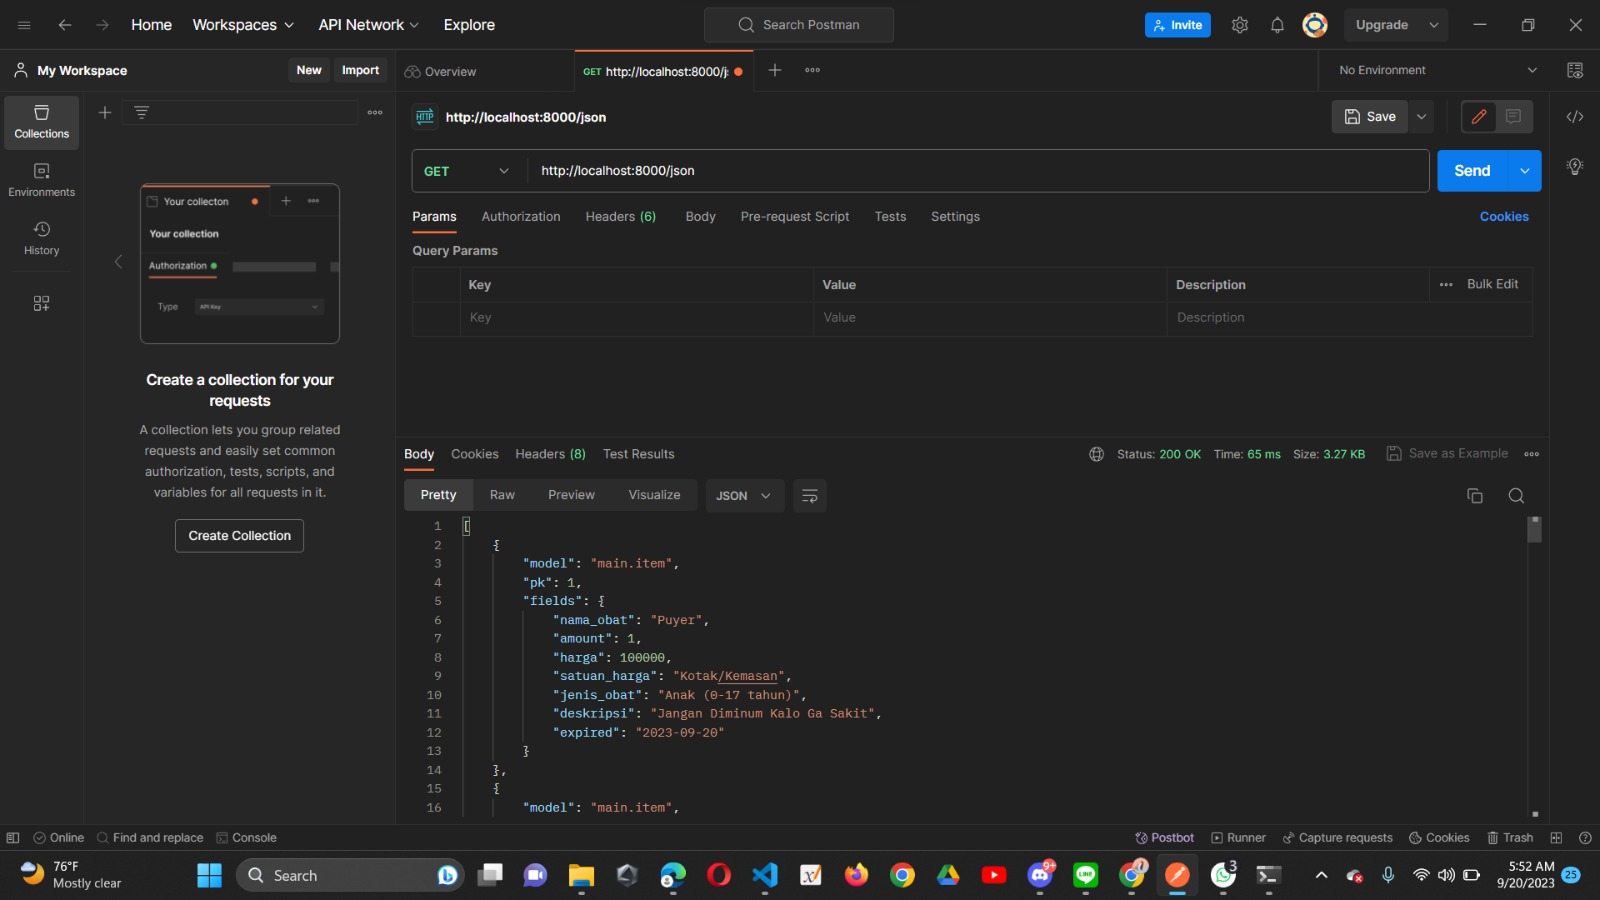 Home
Workspaces
API Network
Explore
Search Postman
Invite
Upgrade
My Workspace
New
Import
Overview
GET http://localhost:8000/j
No Environment
Collections
Environments
History
Your collecton
Your collection
Authorization
Type
API Key
Create a collection for your
requests
A collection lets you group related
requests and easily set common
authorization, tests, scripts, and
variables for all requests in it.
Create Collection
HTTP http://localhost:8000/json
Save
GET
http://localhost:8000/json
Send
Params
Authorization
Headers (6)
Body
Pre-request Script
Tests
Settings
Cookies
Query Params
Key
Value
Description
Bulk Edit
Key
Value
Description
Body
Cookies
Headers (8)
Test Results
Status: 200 OK
Time: 65 ms
Size: 3.27 KB
Save as Example
Pretty
Raw
Preview
Visualize
JSON
1 [
2 {
3 "model": "main.item",
4 "pk": 1,
5 "fields": {
6 "nama_obat": "Puyer",
7 "amount": 1,
8 "harga": 100000,
9 "satuan_harga": "Kotak/Kemasan",
10 "jenis_obat": "Anak (0-17 tahun)",
11 "deskripsi": "Jangan Diminum Kalo Ga Sakit",
12 "expired": "2023-09-20"
13 }
14 },
15 {
16 "model": "main.item",
Online
Find and replace
Console
Postbot
Runner
Capture requests
Cookies
Trash
76°F
Mostly clear
Search
9+
LINE
3
5:52 AM
9/20/2023
25